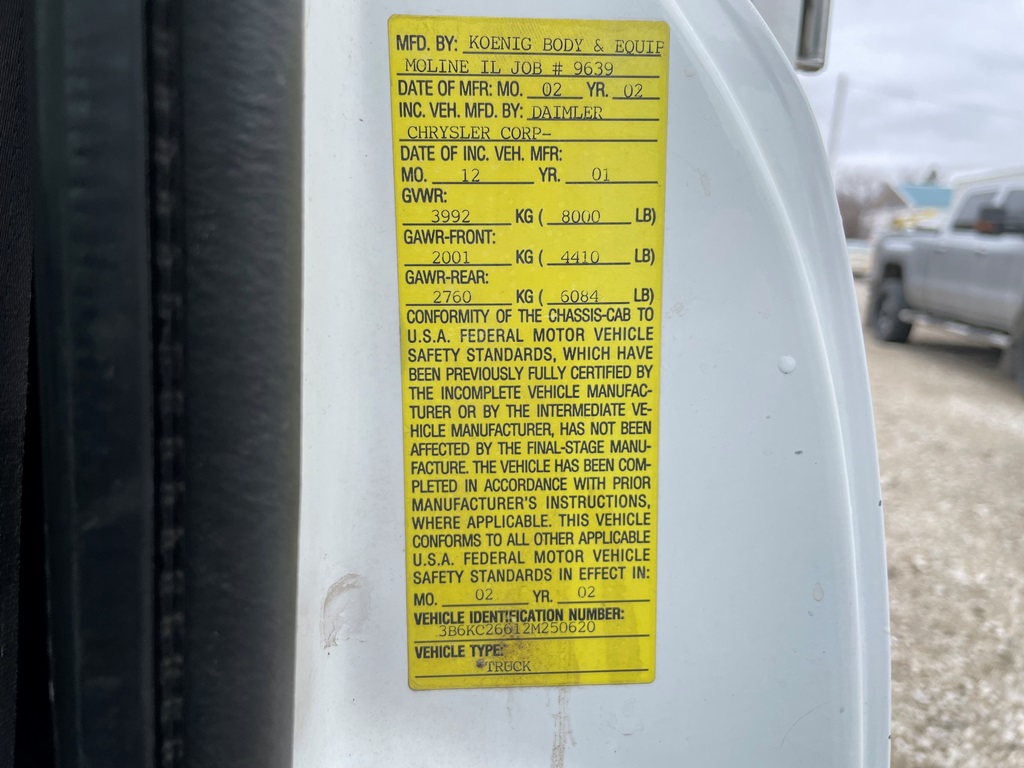 MFD. BY: KOENIG BODY & EQUIP
MOLINE IL JOB # 9639
DATE OF MFR: MO. 02 YR. 02
INC. VEH. MFD. BY: DAIMLER
CHRYSLER CORP-
DATE OF INC. VEH. MFR:
MO. 12 YR. 01
GVWR:
3992 KG ( 8000 LB)
GAWR-FRONT:
2001 KG ( 4410 LB)
GAWR-REAR:
2760 KG ( 6084 LB)
CONFORMITY OF THE CHASSIS-CAB TO
U.S.A. FEDERAL MOTOR VEHICLE
SAFETY STANDARDS, WHICH HAVE
BEEN PREVIOUSLY FULLY CERTIFIED BY
THE INCOMPLETE VEHICLE MANUFAC-
TURER OR BY THE INTERMEDIATE VE-
HICLE MANUFACTURER, HAS NOT BEEN
AFFECTED BY THE FINAL-STAGE MANU-
FACTURE. THE VEHICLE HAS BEEN COM-
PLETED IN ACCORDANCE WITH PRIOR
MANUFACTURER'S INSTRUCTIONS,
WHERE APPLICABLE. THIS VEHICLE
CONFORMS TO ALL OTHER APPLICABLE
U.S.A. FEDERAL MOTOR VEHICLE
SAFETY STANDARDS IN EFFECT IN:
MO. 02 YR. 02
VEHICLE IDENTIFICATION NUMBER:
3B6KC26612M250620
VEHICLE TYPE:
TRUCK